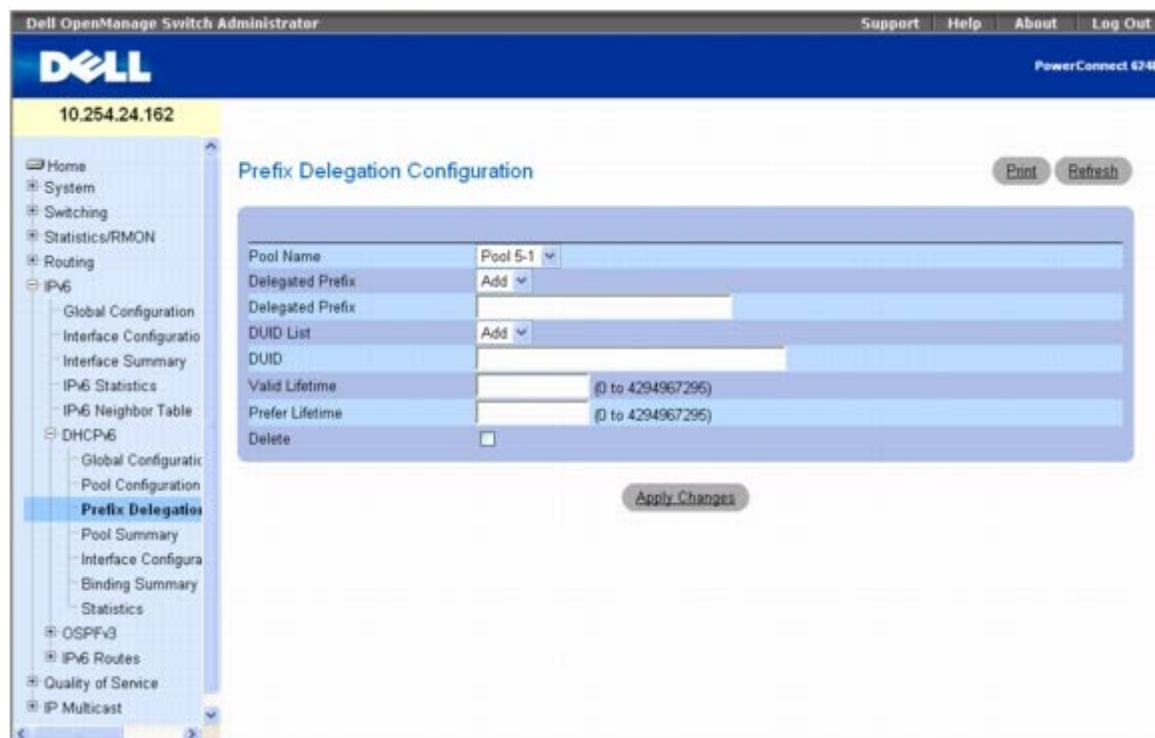 Dell OpenManage Switch Administrator
Support Help About Log Out
DELL
PowerConnect 6248
10.254.24.162
Home
System
Switching
Statistics/RMON
Routing
IPv6
Global Configuration
Interface Configuratio
Interface Summary
IPv6 Statistics
IPv6 Neighbor Table
DHCPv6
Global Configuratic
Pool Configuration
Prefix Delegation
Pool Summary
Interface Configura
Binding Summary
Statistics
OSPFv3
IPv6 Routes
Quality of Service
IP Multicast
Prefix Delegation Configuration
Print Refresh
Pool Name Pool 5-1
Delegated Prefix Add
Delegated Prefix
DUID List Add
DUID
Valid Lifetime (0 to 4294967295)
Prefer Lifetime (0 to 4294967295)
Delete
Apply Changes